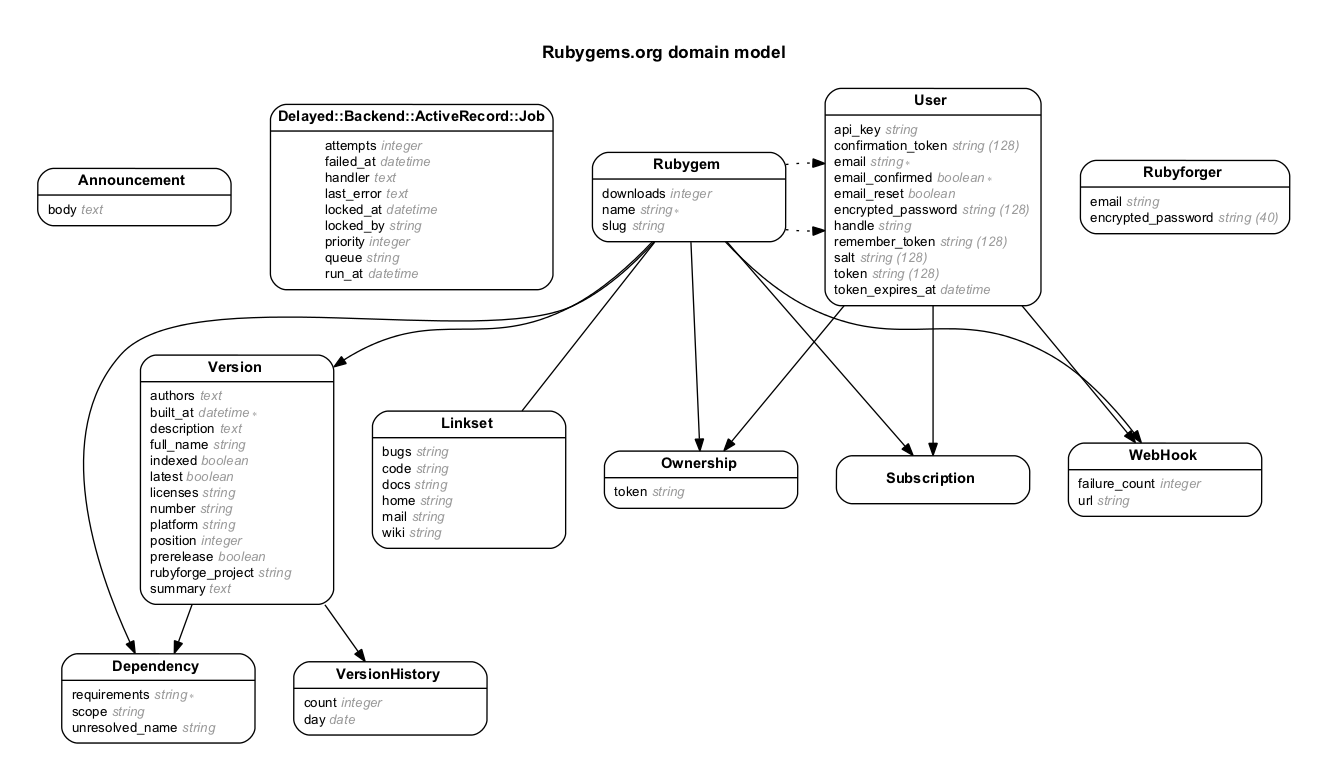 Rubygems.org domain model
Announcement
body text
Delayed::Backend::ActiveRecord::Job
attempts integer
failed_at datetime
handler text
last_error text
locked_at datetime
locked_by string
priority integer
queue string
run_at datetime
Rubygem
downloads integer
name string*
slug string
User
api_key string
confirmation_token string (128)
email string*
email_confirmed boolean*
email_reset boolean
encrypted_password string (128)
handle string
remember_token string (128)
salt string (128)
token string (128)
token_expires_at datetime
Rubyforger
email string
encrypted_password string (40)
Version
authors text
built_at datetime*
description text
full_name string
indexed boolean
latest boolean
licenses string
number string
platform string
position integer
prerelease boolean
rubyforge_project string
summary text
Linkset
bugs string
code string
docs string
home string
mail string
wiki string
Ownership
token string
Subscription
WebHook
failure_count integer
url string
Dependency
requirements string*
scope string
unresolved_name string
VersionHistory
count integer
day date